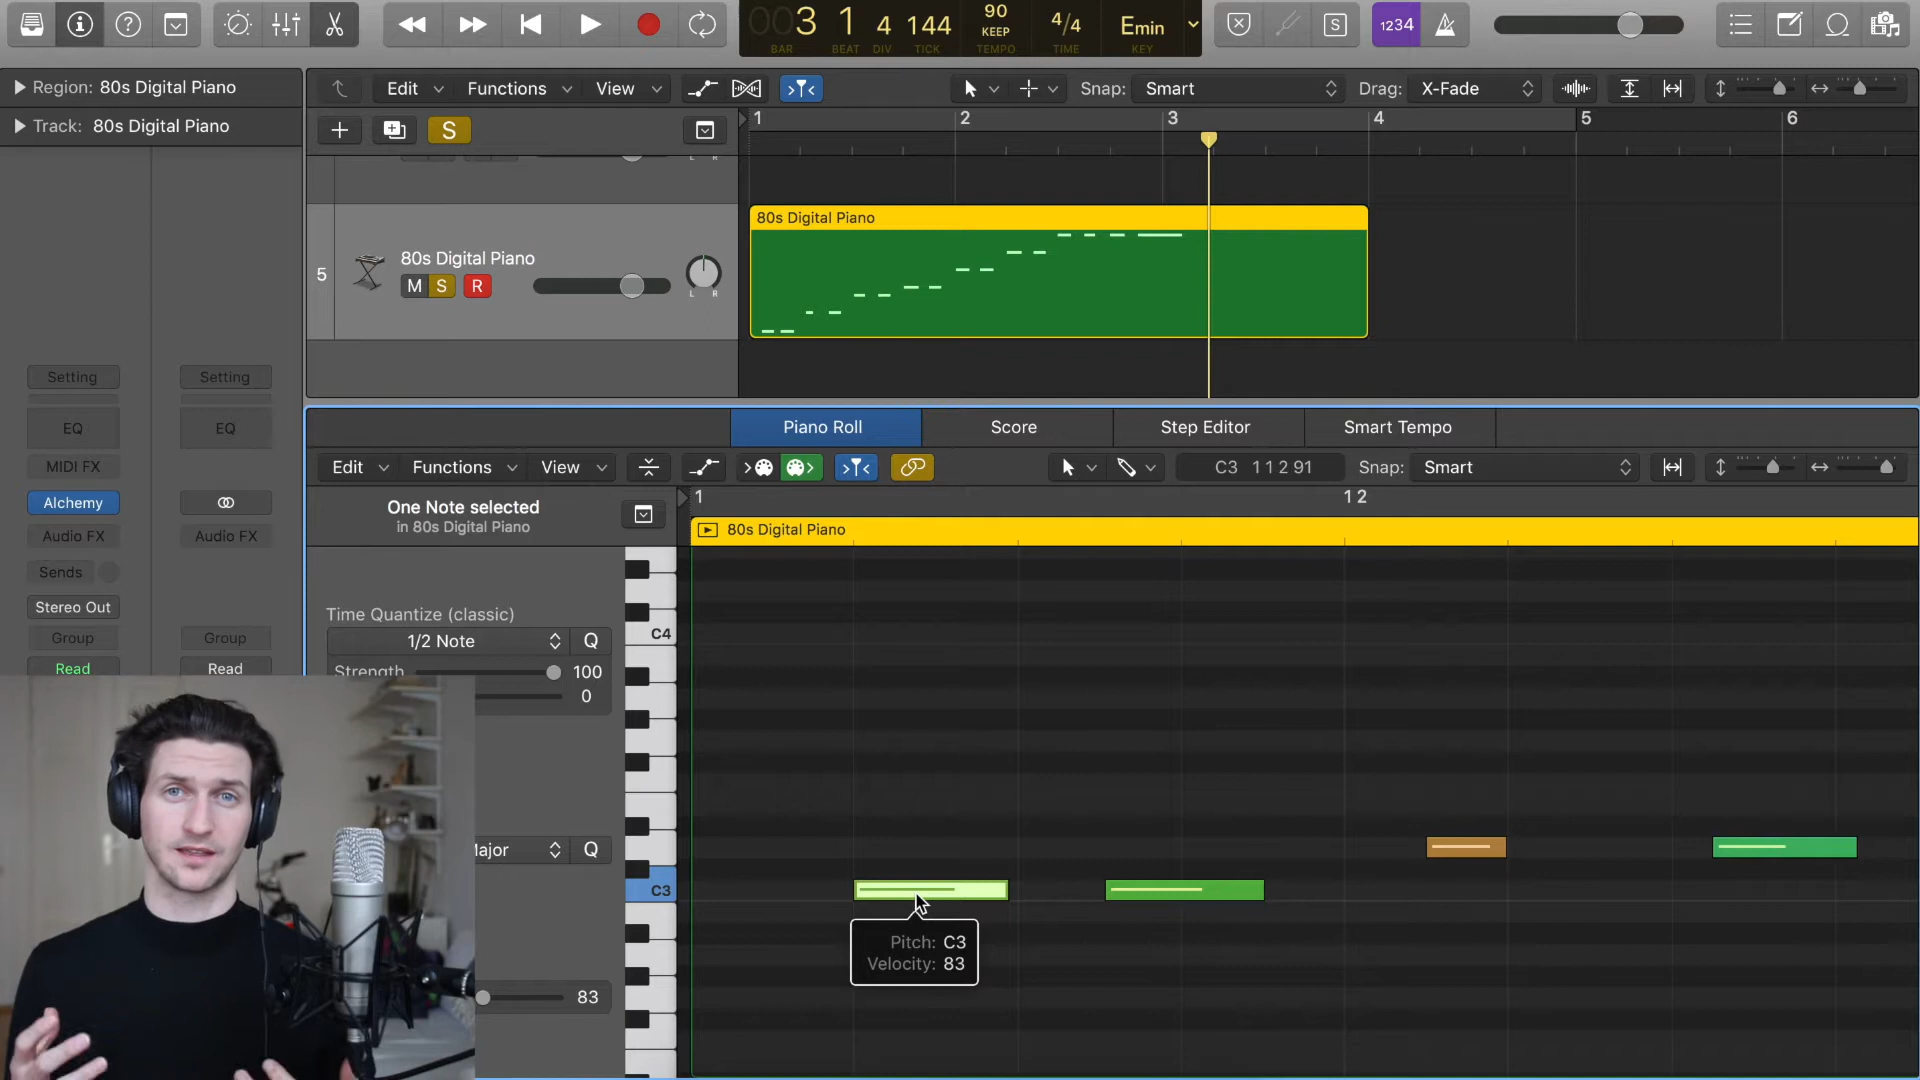 003 1 4 144 90 KEEP 4/4 Emin
BAR BEAT DIV TICK TEMPO TIME KEY
S 1234
Region: 80s Digital Piano
Track: 80s Digital Piano
Edit Functions View Snap: Smart Drag: X-Fade
S
1 2 3 4 5 6
L R
80s Digital Piano
5 80s Digital Piano
M S R L R
Setting Setting
EQ EQ
MIDI FX
Alchemy
Audio FX Audio FX
Sends
Stereo Out
Group Group
Read Read
Piano Roll Score Step Editor Smart Tempo
Edit Functions View C3 1 1 2 91 Snap: Smart
One Note selected
in 80s Digital Piano
1 1 2
80s Digital Piano
Time Quantize (classic)
1/2 Note Q
Strength 100
0
C4
Major Q
C3
Pitch: C3
Velocity: 83
83